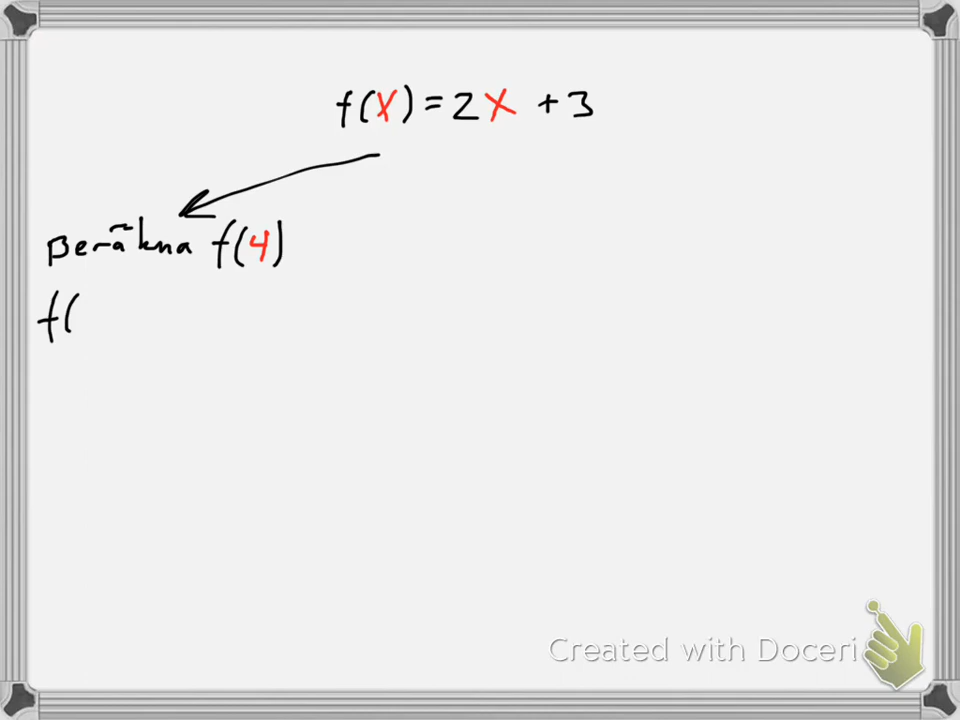 f(x) = 2x + 3
Beräkna f(4)
f(
Created with Doceri